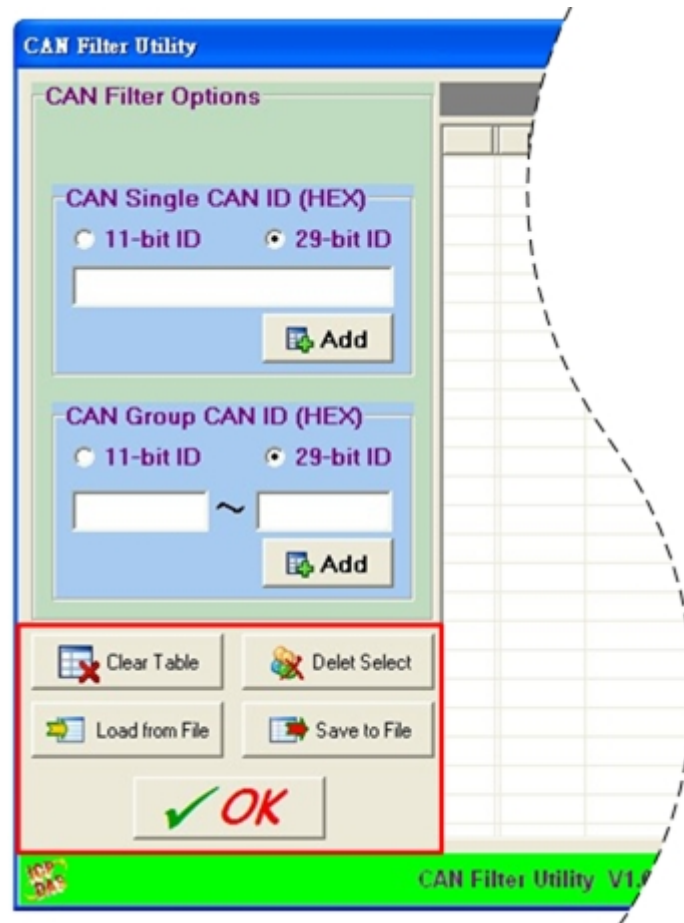 CAN Filter Utility
CAN Filter Options
CAN Single CAN ID (HEX)
11-bit ID 29-bit ID
Add
CAN Group CAN ID (HEX)
11-bit ID 29-bit ID
~
Add
Clear Table Delet Select
Load from File Save to File
OK
ICP DAS
CAN Filter Utility V1.